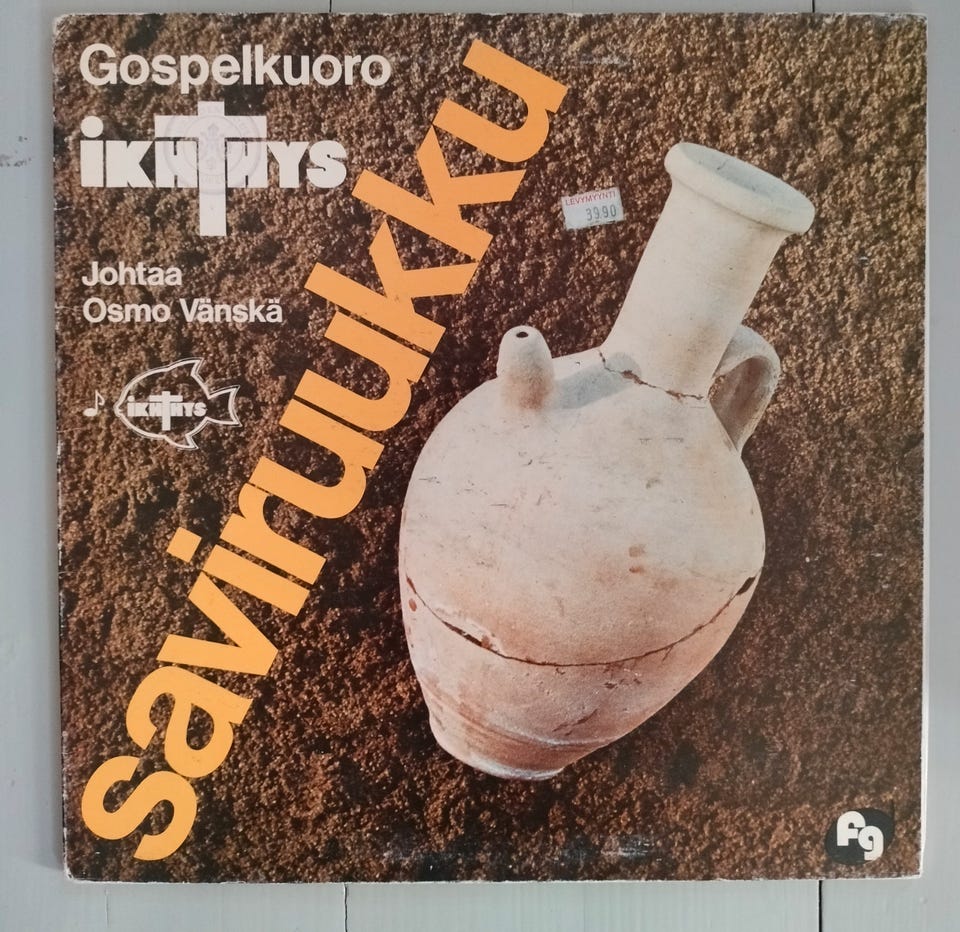 Gospelkuoro
iKHTHYS
Johtaa
Osmo Vänskä
iKHTHYS
saviruukku
LEVYMYYNTI
39.90
fg